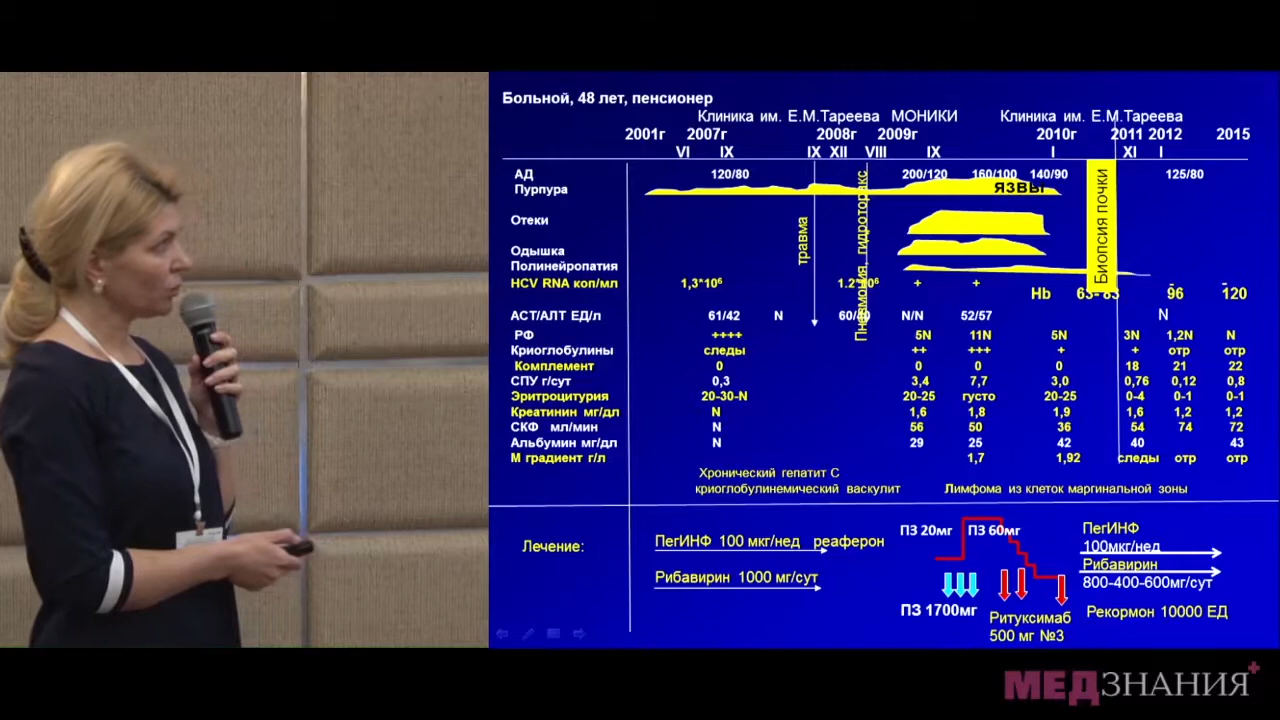 Больной, 48 лет, пенсионер
Клиника им. Е.М.Тареева МОНИКИ Клиника им. Е.М.Тареева
2001г 2007г 2008г 2009г 2010г 2011 2012 2015
VI IX IX XII VIII IX I XI I
АД 120/80 200/120 160/100 140/90 125/80
Пурпура язвы
Отеки
травма
Пневмония, гидроторакс
Биопсия почки
Одышка
Полинейропатия
HCV RNA коп/мл 1,3*10⁶ 1.2*10⁶ + +
Hb 63- 83 96 120
АСТ/АЛТ ЕД/л 61/42 N N/N 52/57 N
РФ ++++ 5N 11N 5N 3N 1,2N N
Криоглобулины следы ++ +++ + + отр отр
Комплемент 0 0 0 0 18 21 22
СПУ г/сут 0,3 3,4 7,7 3,0 0,76 0,12 0,8
Эритроцитурия 20-30-N 20-25 густо 20-25 0-4 0-1 0-1
Креатинин мг/дл N 1,6 1,8 1,9 1,6 1,2 1,2
СКФ мл/мин N 56 50 36 54 74 72
Альбумин мг/дл N 29 25 42 40 43
М градиент г/л 1,7 1,92 следы отр отр
Хронический гепатит С
криоглобулинемический васкулит Лимфома из клеток маргинальной зоны
Лечение:
ПегИНФ 100 мкг/нед реаферон
Рибавирин 1000 мг/сут
ПЗ 20мг ПЗ 60мг
ПЗ 1700мг
Ритуксимаб
500 мг №3
ПегИНФ
100мкг/нед
Рибавирин
800-400-600мг/сут
Рекормон 10000 ЕД
МЕДЗНАНИЯ+